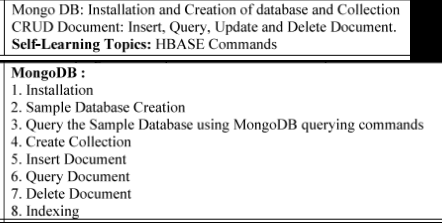 Mongo DB: Installation and Creation of database and Collection
CRUD Document: Insert, Query, Update and Delete Document.
Self-Learning Topics: HBASE Commands
MongoDB :
1. Installation
2. Sample Database Creation
3. Query the Sample Database using MongoDB querying commands
4. Create Collection
5. Insert Document
6. Query Document
7. Delete Document
8. Indexing